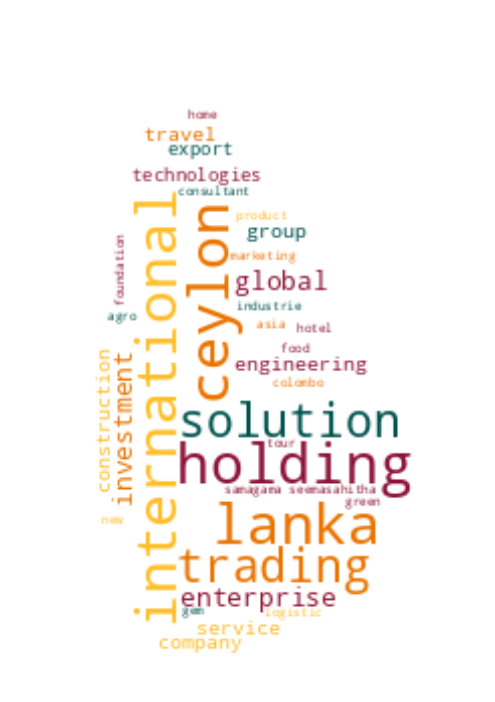 home
travel
export
technologies
consultant
international
ceylon
product
group
foundation
marketing
global
industrie
agro
asia
hotel
food
construction
investment
engineering
colombo
solution
tour
holding
samagama seemasahitha
green
new
lanka
trading
enterprise
gem
logistic
service
company